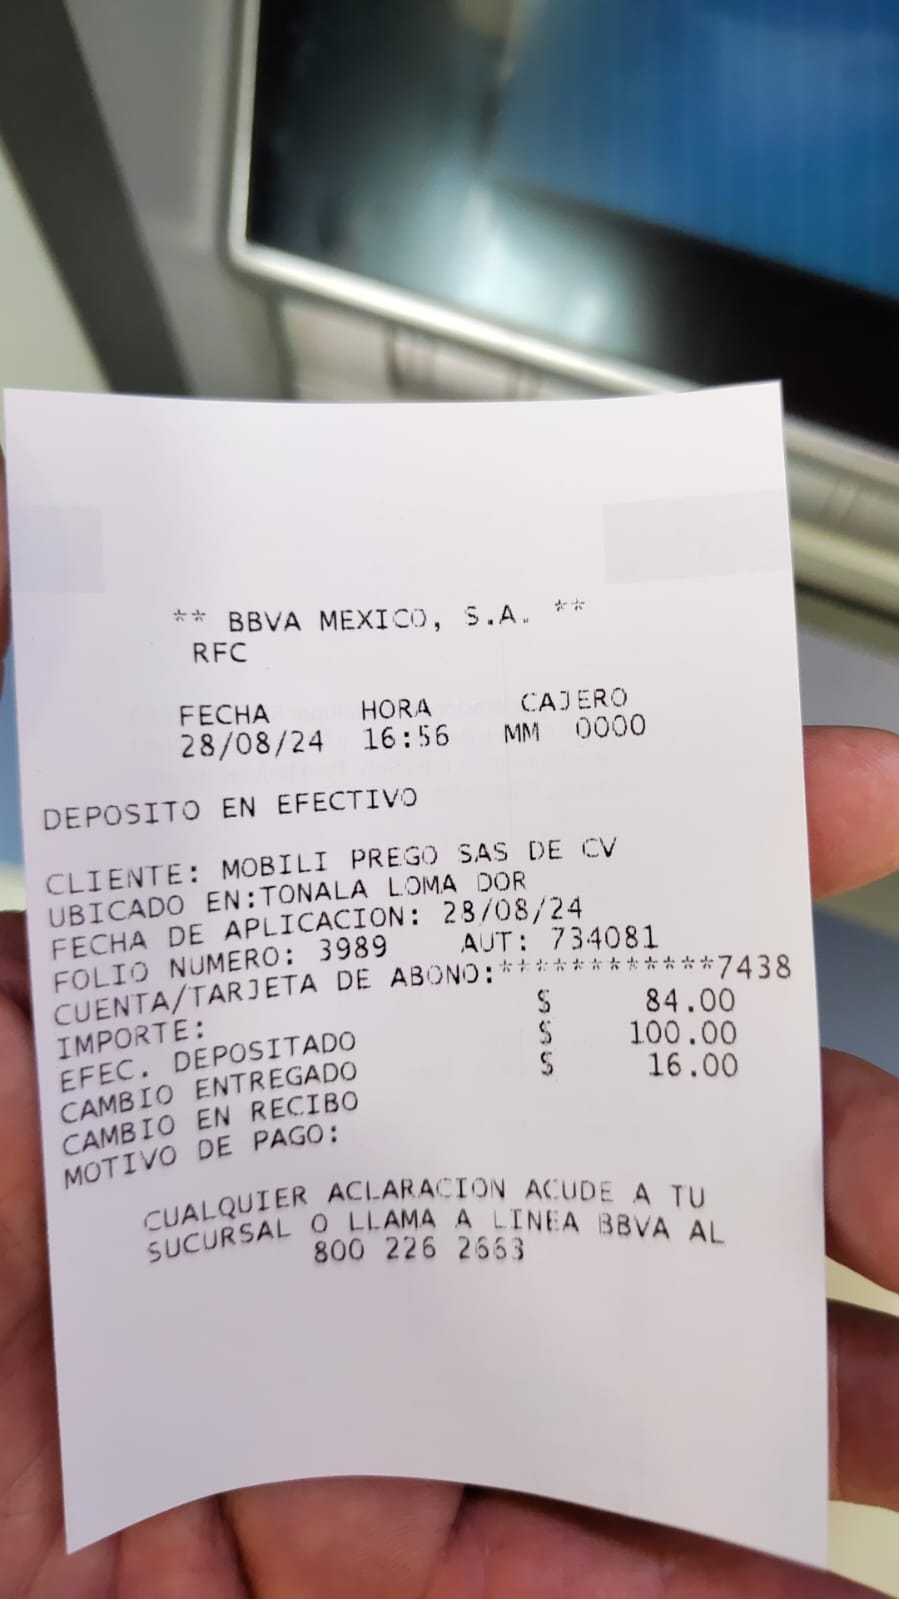 ** BBVA MEXICO, S.A. **
RFC
FECHA HORA CAJERO
28/08/24 16:56 MM 0000
DEPOSITO EN EFECTIVO
CLIENTE: MOBILI PREGO SAS DE CV
UBICADO EN:TONALA LOMA DOR
FECHA DE APLICACION: 28/08/24
FOLIO NUMERO: 3989 AUT: 734081
CUENTA/TARJETA DE ABONO:************7438
IMPORTE: $ 84.00
EFEC. DEPOSITADO $ 100.00
CAMBIO ENTREGADO $ 16.00
CAMBIO EN RECIBO
MOTIVO DE PAGO:
CUALQUIER ACLARACION ACUDE A TU
SUCURSAL O LLAMA A LINEA BBVA AL
800 226 2663